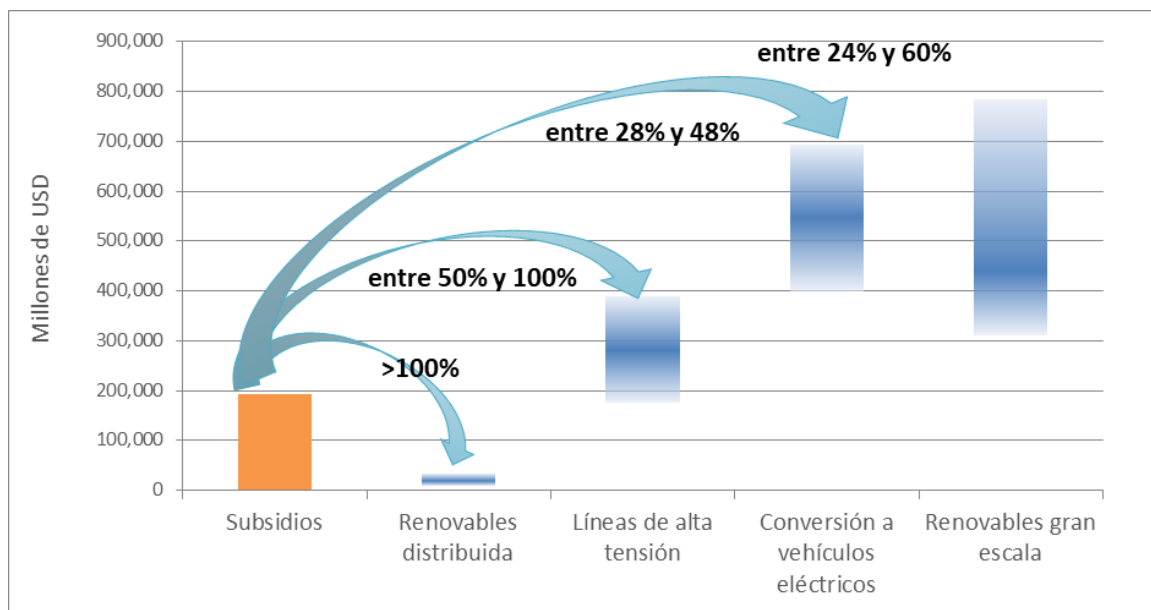 900,000
800,000
700,000
600,000
500,000
400,000
300,000
200,000
100,000
0
Millones de USD
entre 24% y 60%
entre 28% y 48%
entre 50% y 100%
>100%
Subsidios
Renovables
distribuida
Líneas de alta
tensión
Conversión a
vehículos
eléctricos
Renovables gran
escala